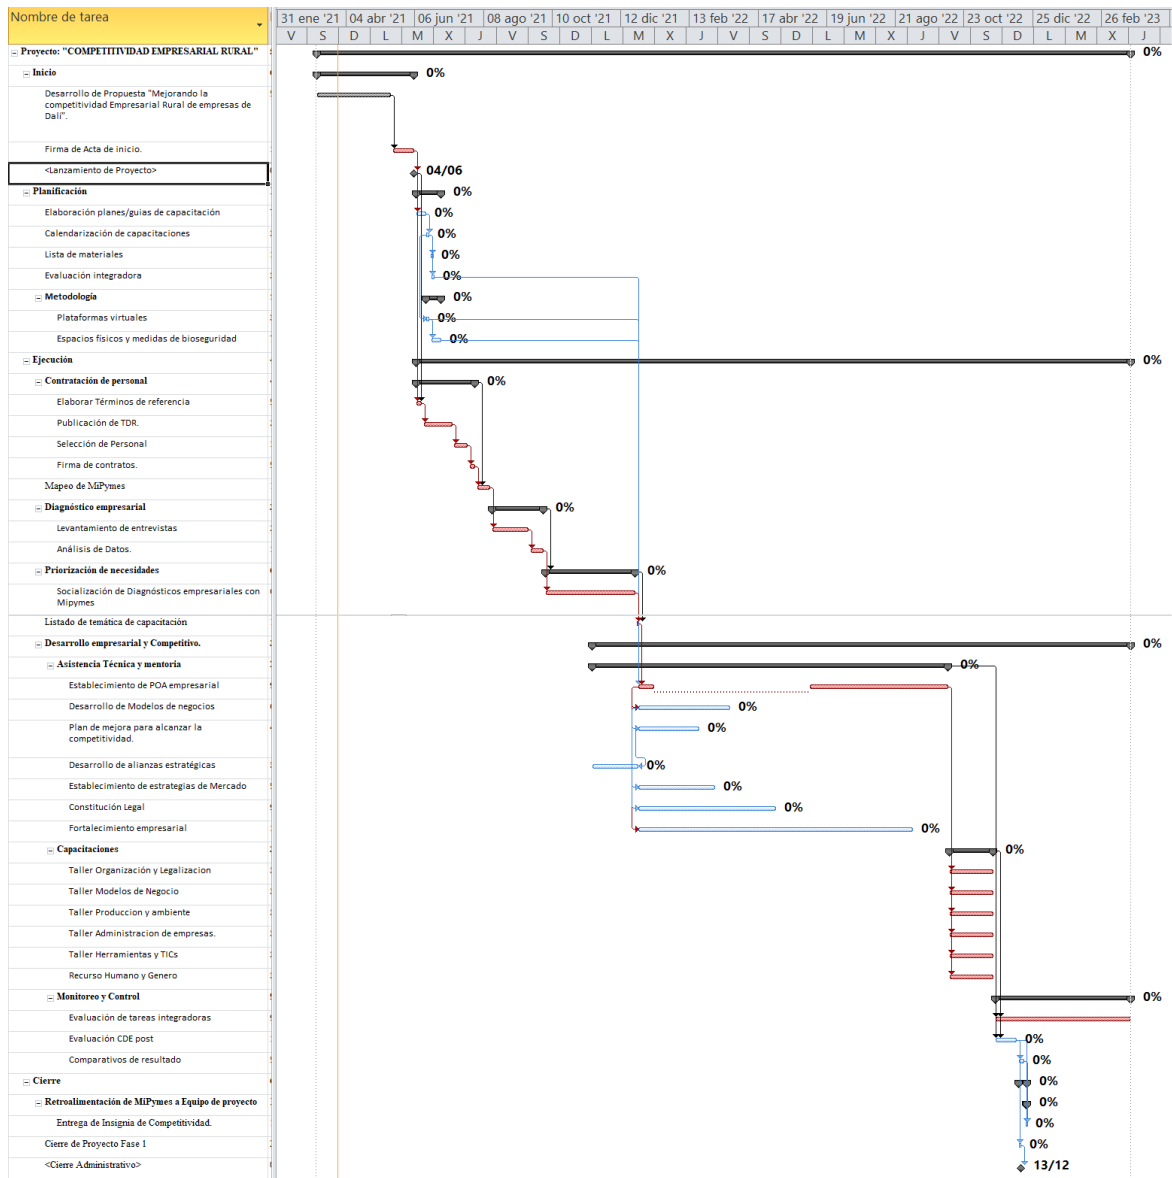 Nombre de tarea
31 ene '21 04 abr '21 06 jun '21 08 ago '21 10 oct '21 12 dic '21 13 feb '22 17 abr '22 19 jun '22 21 ago '22 23 oct '22 25 dic '22 26 feb '23
V S D L M X J V S D L M X J V S D L M X J V S D L M X J
Proyecto: "COMPETITIVIDAD EMPRESARIAL RURAL" 0%
Inicio 0%
Desarrollo de Propuesta "Mejorando la
competitividad Empresarial Rural de empresas de
Dalí".
Firma de Acta de inicio.
<Lanzamiento de Proyecto> 04/06
Planificación 0%
Elaboración planes/guias de capacitación 0%
Calendarización de capacitaciones 0%
Lista de materiales 0%
Evaluación integradora 0%
Metodología 0%
Plataformas virtuales 0%
Espacios físicos y medidas de bioseguridad 0%
Ejecución 0%
Contratación de personal 0%
Elaborar Términos de referencia
Publicación de TDR.
Selección de Personal
Firma de contratos.
Mapeo de MiPymes
Diagnóstico empresarial 0%
Levantamiento de entrevistas
Análisis de Datos.
Priorización de necesidades 0%
Socialización de Diagnósticos empresariales con
Mipymes
Listado de temática de capacitación
Desarrollo empresarial y Competitivo. 0%
Asistencia Técnica y mentoria 0%
Establecimiento de POA empresarial
Desarrollo de Modelos de negocios 0%
Plan de mejora para alcanzar la
competitividad. 0%
Desarrollo de alianzas estratégicas 0%
Establecimiento de estrategias de Mercado 0%
Constitución Legal 0%
Fortalecimiento empresarial 0%
Capacitaciones 0%
Taller Organización y Legalizacion
Taller Modelos de Negocio
Taller Produccion y ambiente
Taller Administracion de empresas.
Taller Herramientas y TICs
Recurso Humano y Genero
Monitoreo y Control 0%
Evaluación de tareas integradoras
Evaluación CDE post 0%
Comparativos de resultado 0%
Cierre 0%
Retroalimentación de MiPymes a Equipo de proyecto 0%
Entrega de Insignia de Competitividad. 0%
Cierre de Proyecto Fase 1 0%
<Cierre Administrativo> 13/12